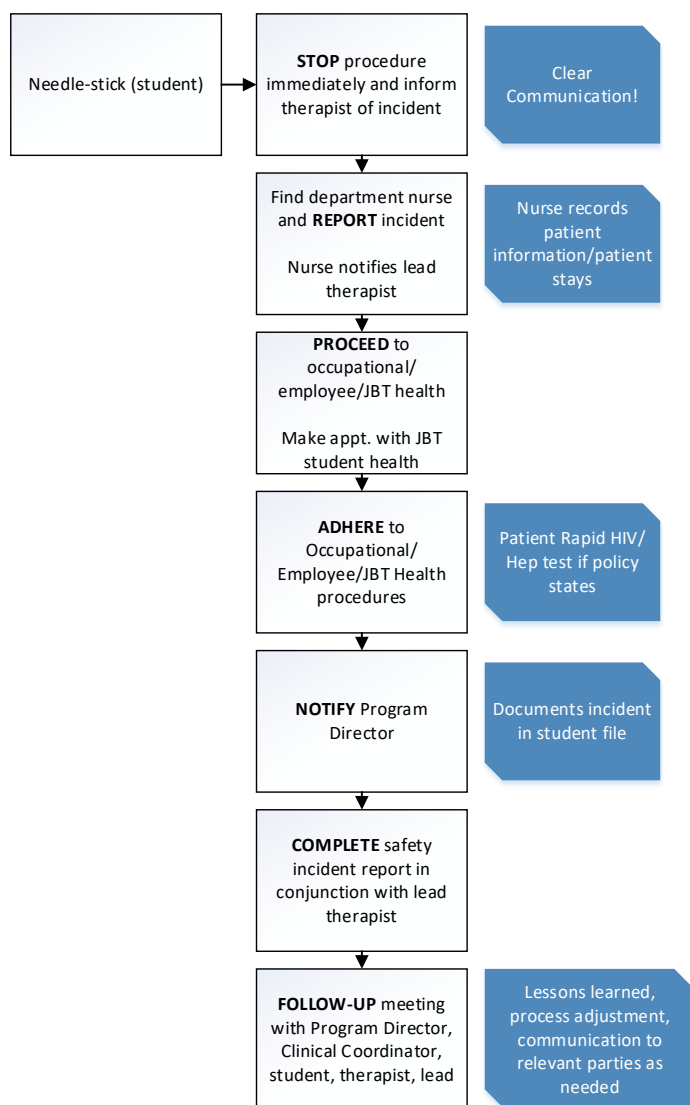 Needle-stick (student)
STOP procedure
immediately and inform
therapist of incident
Clear
Communication!
Find department nurse
and REPORT incident
Nurse notifies lead
therapist
Nurse records
patient
information/patient
stays
PROCEED to
occupational/
employee/JBT health
Make appt. with JBT
student health
ADHERE to
Occupational/
Employee/JBT Health
procedures
Patient Rapid HIV/
Hep test if policy
states
NOTIFY Program
Director
Documents incident
in student file
COMPLETE safety
incident report in
conjunction with lead
therapist
FOLLOW-UP meeting
with Program Director,
Clinical Coordinator,
student, therapist, lead
Lessons learned,
process adjustment,
communication to
relevant parties as
needed